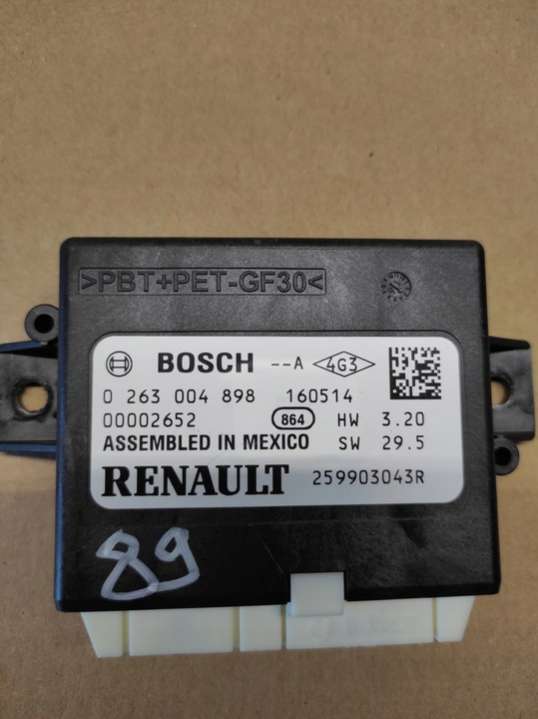 >PBT+PET-GF30<
BOSCH --A 4G3
0 263 004 898 160514
00002652 864 HW 3.20
ASSEMBLED IN MEXICO SW 29.5
RENAULT 259903043R
89